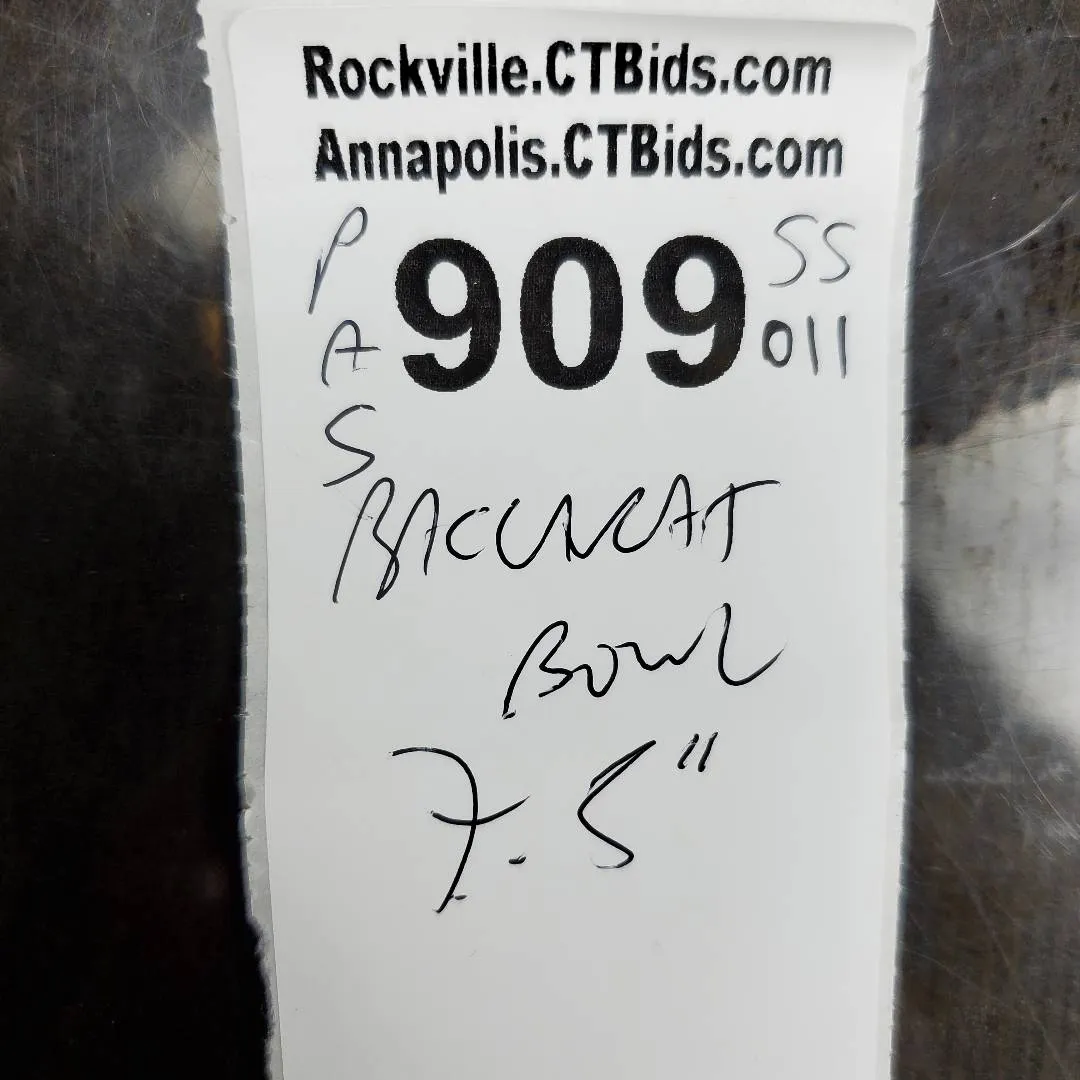 Rockville.CTBids.com
Annapolis.CTBids.com
P
A
S
909
SS
011
BACCARAT
BOWL
7.5"